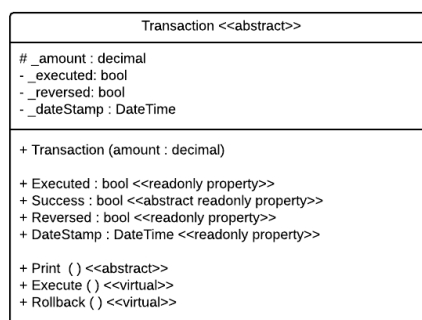 Transaction <<abstract>>
# _amount : decimal
- _executed: bool
- _reversed: bool
- _dateStamp : DateTime
+ Transaction (amount : decimal)
+ Executed : bool <<readonly property>>
+ Success : bool <<abstract readonly property>>
+ Reversed : bool <<readonly property>>
+ DateStamp : DateTime <<readonly property>>
+ Print ( ) <<abstract>>
+ Execute ( ) <<virtual>>
+ Rollback ( ) <<virtual>>